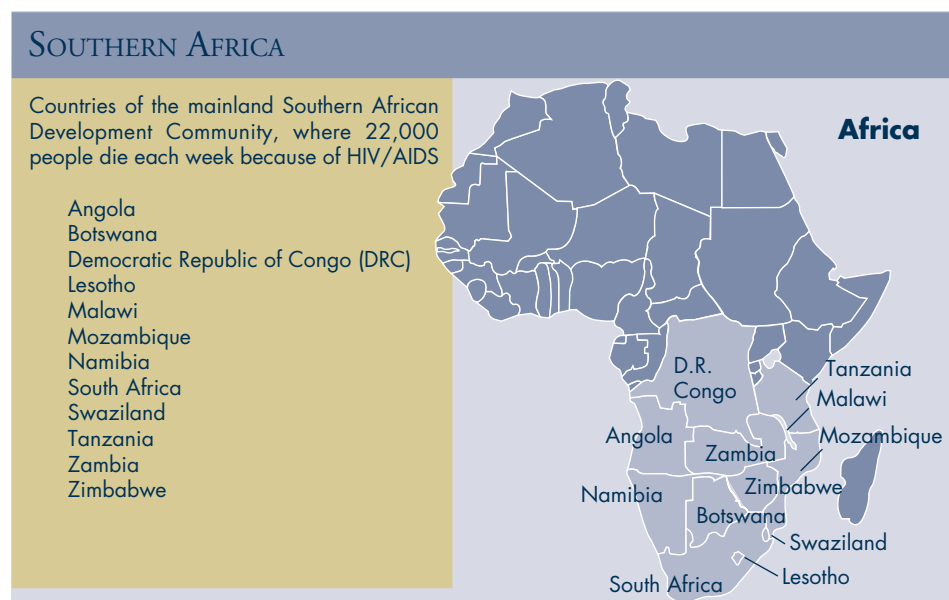 SOUTHERN AFRICA
Countries of the mainland Southern African
Development Community, where 22,000
people die each week because of HIV/AIDS
Angola
Botswana
Democratic Republic of Congo (DRC)
Lesotho
Malawi
Mozambique
Namibia
South Africa
Swaziland
Tanzania
Zambia
Zimbabwe
Africa
D.R.
Congo
Tanzania
Malawi
Angola
Mozambique
Zambia
Zimbabwe
Namibia
Botswana
Swaziland
Lesotho
South Africa